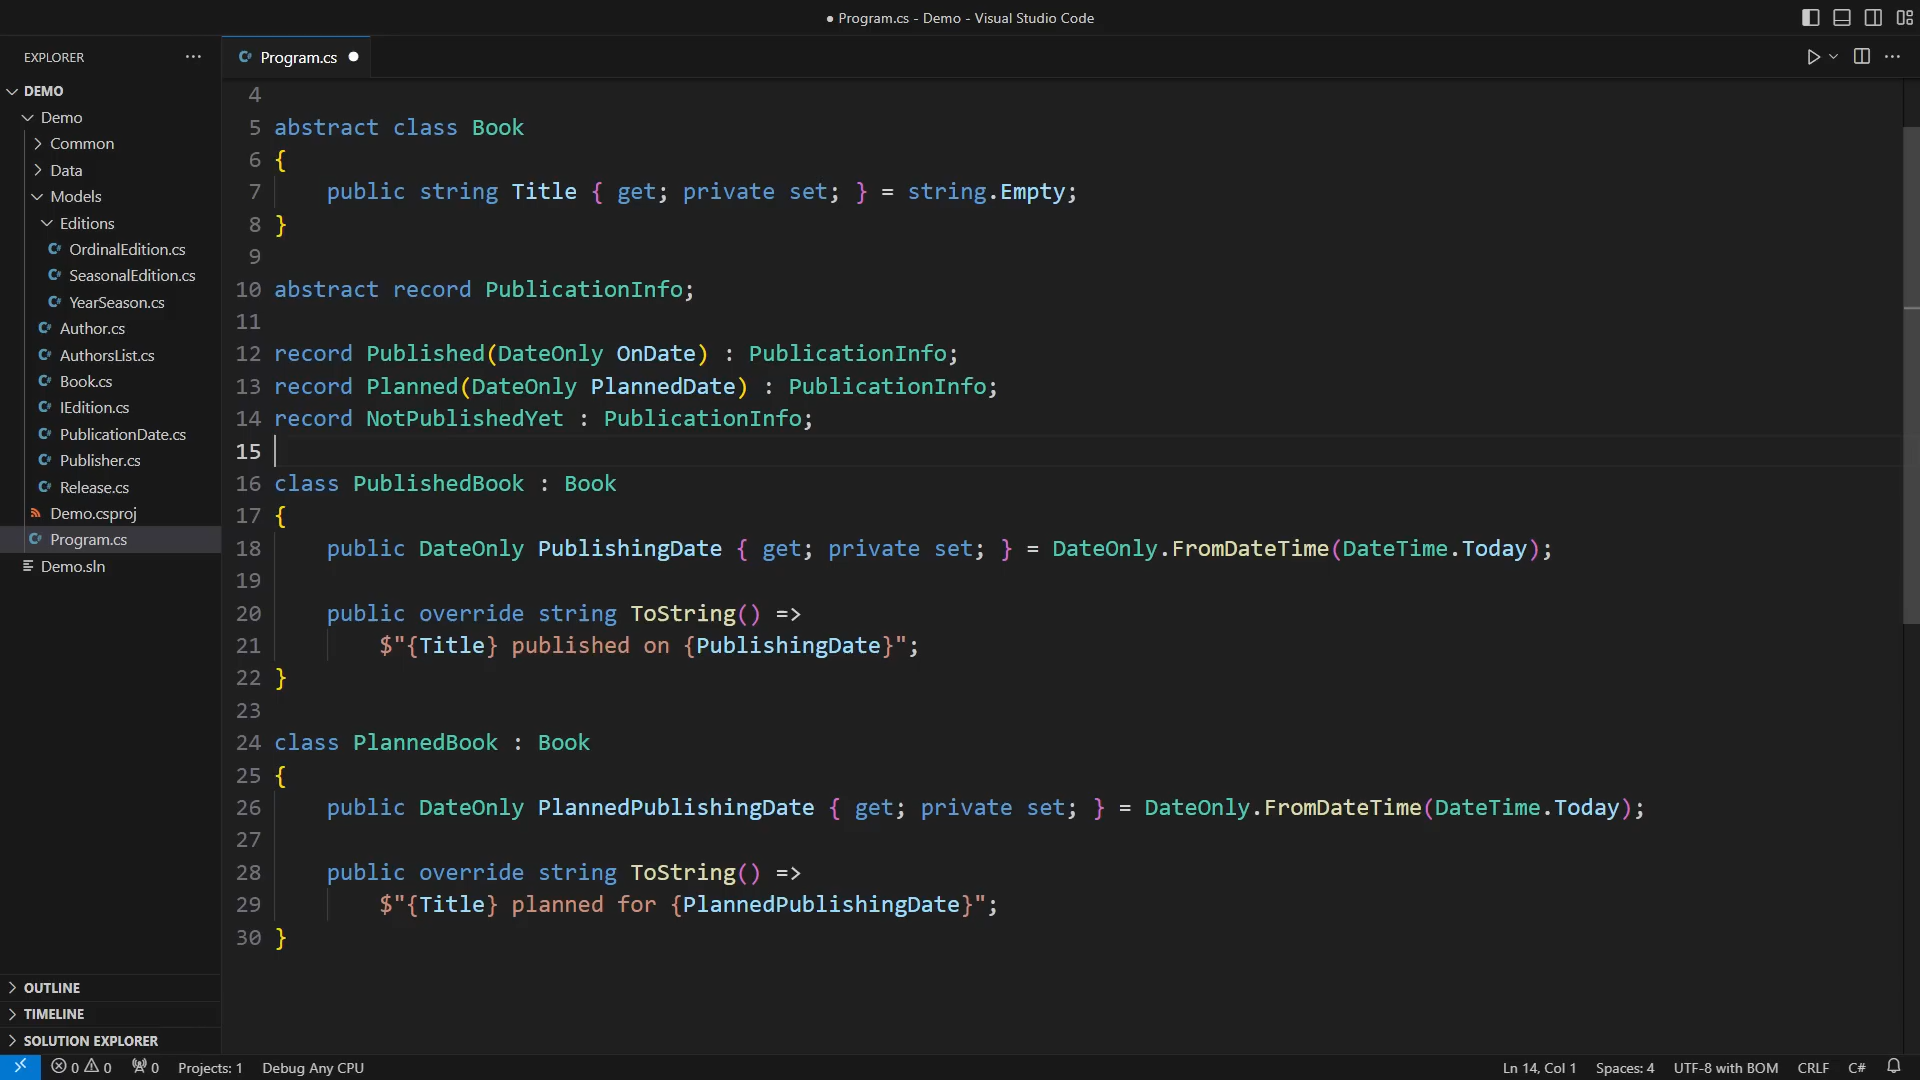 ● Program.cs - Demo - Visual Studio Code
EXPLORER
Program.cs
DEMO
Demo
Common
Data
Models
Editions
OrdinalEdition.cs
SeasonalEdition.cs
YearSeason.cs
Author.cs
AuthorsList.cs
Book.cs
IEdition.cs
PublicationDate.cs
Publisher.cs
Release.cs
Demo.csproj
Program.cs
Demo.sln
OUTLINE
TIMELINE
SOLUTION EXPLORER
4
5 abstract class Book
6 {
7     public string Title { get; private set; } = string.Empty;
8 }
9
10 abstract record PublicationInfo;
11
12 record Published(DateOnly OnDate) : PublicationInfo;
13 record Planned(DateOnly PlannedDate) : PublicationInfo;
14 record NotPublishedYet : PublicationInfo;
15
16 class PublishedBook : Book
17 {
18     public DateOnly PublishingDate { get; private set; } = DateOnly.FromDateTime(DateTime.Today);
19
20     public override string ToString() =>
21         $"{Title} published on {PublishingDate}";
22 }
23
24 class PlannedBook : Book
25 {
26     public DateOnly PlannedPublishingDate { get; private set; } = DateOnly.FromDateTime(DateTime.Today);
27
28     public override string ToString() =>
29         $"{Title} planned for {PlannedPublishingDate}";
30 }
0 0 0 Projects: 1 Debug Any CPU Ln 14, Col 1 Spaces: 4 UTF-8 with BOM CRLF C#